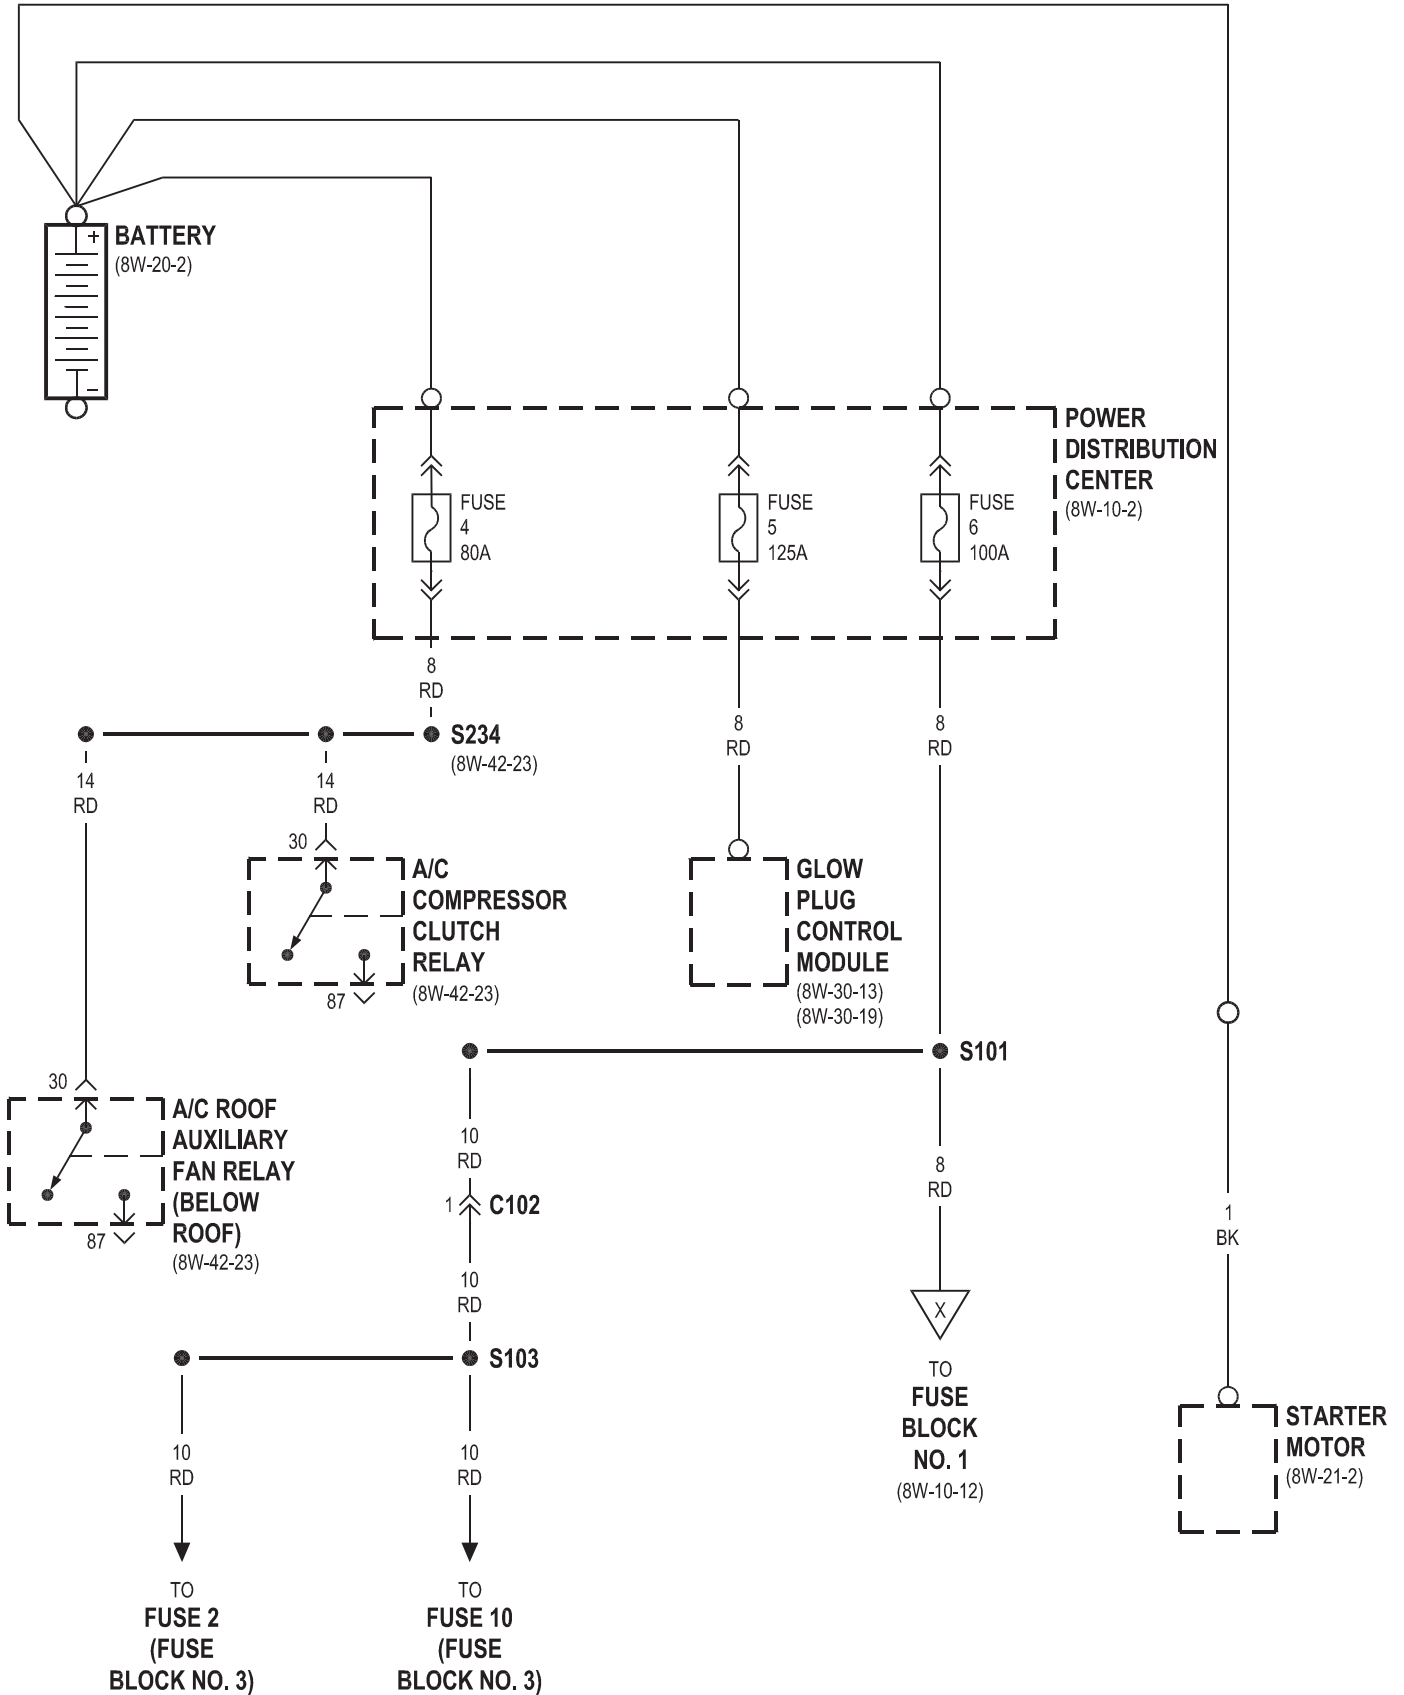 +
BATTERY
(8W-20-2)
–
POWER
DISTRIBUTION
CENTER
(8W-10-2)
FUSE
4
80A
FUSE
5
125A
FUSE
6
100A
8
RD
8
RD
8
RD
S234
(8W-42-23)
14
RD
14
RD
30
A/C
COMPRESSOR
CLUTCH
RELAY
(8W-42-23)
87
GLOW
PLUG
CONTROL
MODULE
(8W-30-13)
(8W-30-19)
S101
30
A/C ROOF
AUXILIARY
FAN RELAY
(BELOW
ROOF)
(8W-42-23)
87
10
RD
1
C102
10
RD
8
RD
1
BK
X
S103
TO
FUSE
BLOCK
NO. 1
(8W-10-12)
STARTER
MOTOR
(8W-21-2)
10
RD
10
RD
TO
FUSE 2
(FUSE
BLOCK NO. 3)
TO
FUSE 10
(FUSE
BLOCK NO. 3)